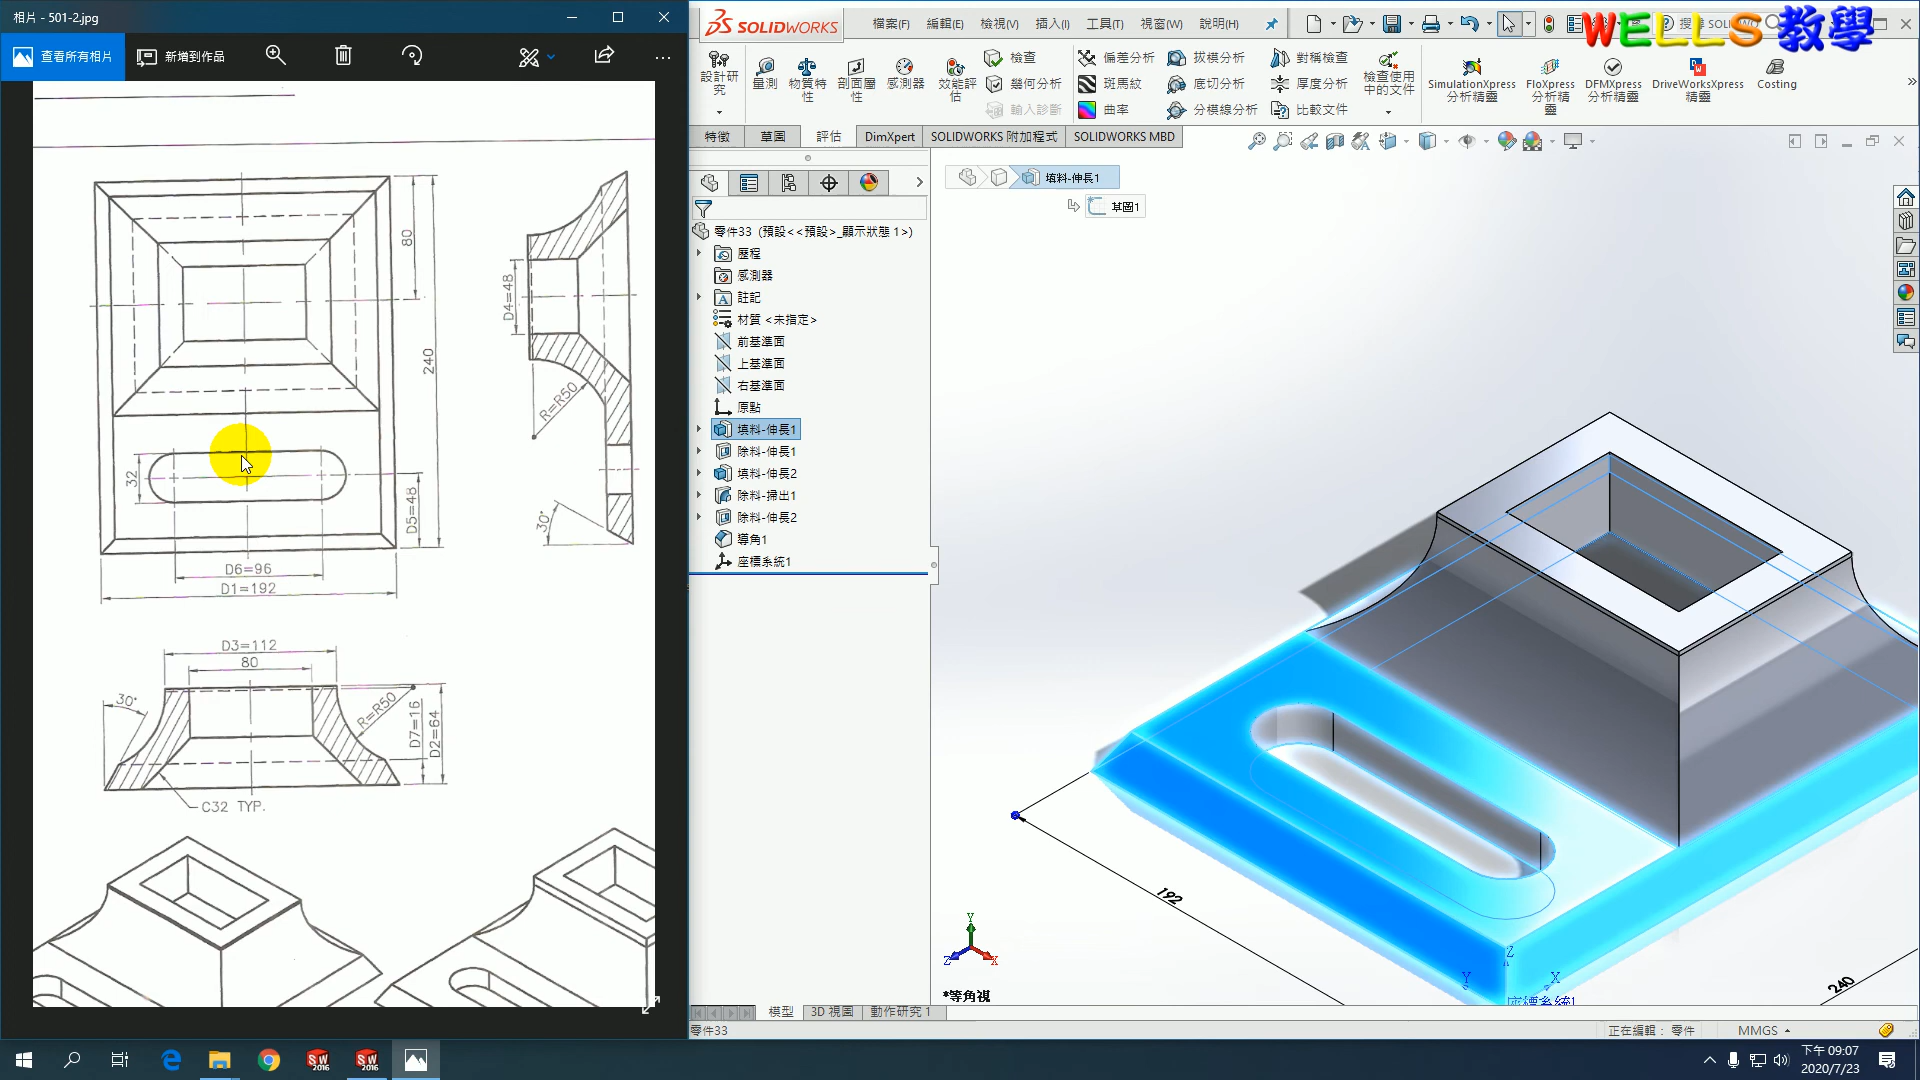 相片 - 501-2.jpg
查看所有相片
新增到作品
80
240
D4=48
R=R50
32
D5=48
30°
D6=96
D1=192
D3=112
80
30°
R=R50
D7=16
D2=64
C32 TYP.
SOLIDWORKS
檔案(F)
編輯(E)
檢視(V)
插入(I)
工具(T)
視窗(W)
說明(H)
WELLS教學
設計研究
量測
物質特性
剖面屬性
感測器
效能評估
檢查
幾何分析
輸入診斷
偏差分析
斑馬紋
曲率
拔模分析
底切分析
分模線分析
對稱檢查
厚度分析
比較文件
檢查使用中的文件
SimulationXpress 分析精靈
FloXpress 分析精靈
DFMXpress 分析精靈
DriveWorksXpress 精靈
Costing
特徵
草圖
評估
DimXpert
SOLIDWORKS 附加程式
SOLIDWORKS MBD
填料-伸長1
草圖1
零件33 (預設<<預設>_顯示狀態 1>)
歷程
感測器
註記
材質 <未指定>
前基準面
上基準面
右基準面
原點
填料-伸長1
除料-伸長1
填料-伸長2
除料-掃出1
除料-伸長2
導角1
座標系統1
192
240
Y
Z
X
Z
Y
X
座標系統1
*等角視
模型
3D 視圖
動作研究 1
零件33
正在編輯： 零件
MMGS
SW 2016
SW 2016
下午 09:07
2020/7/23